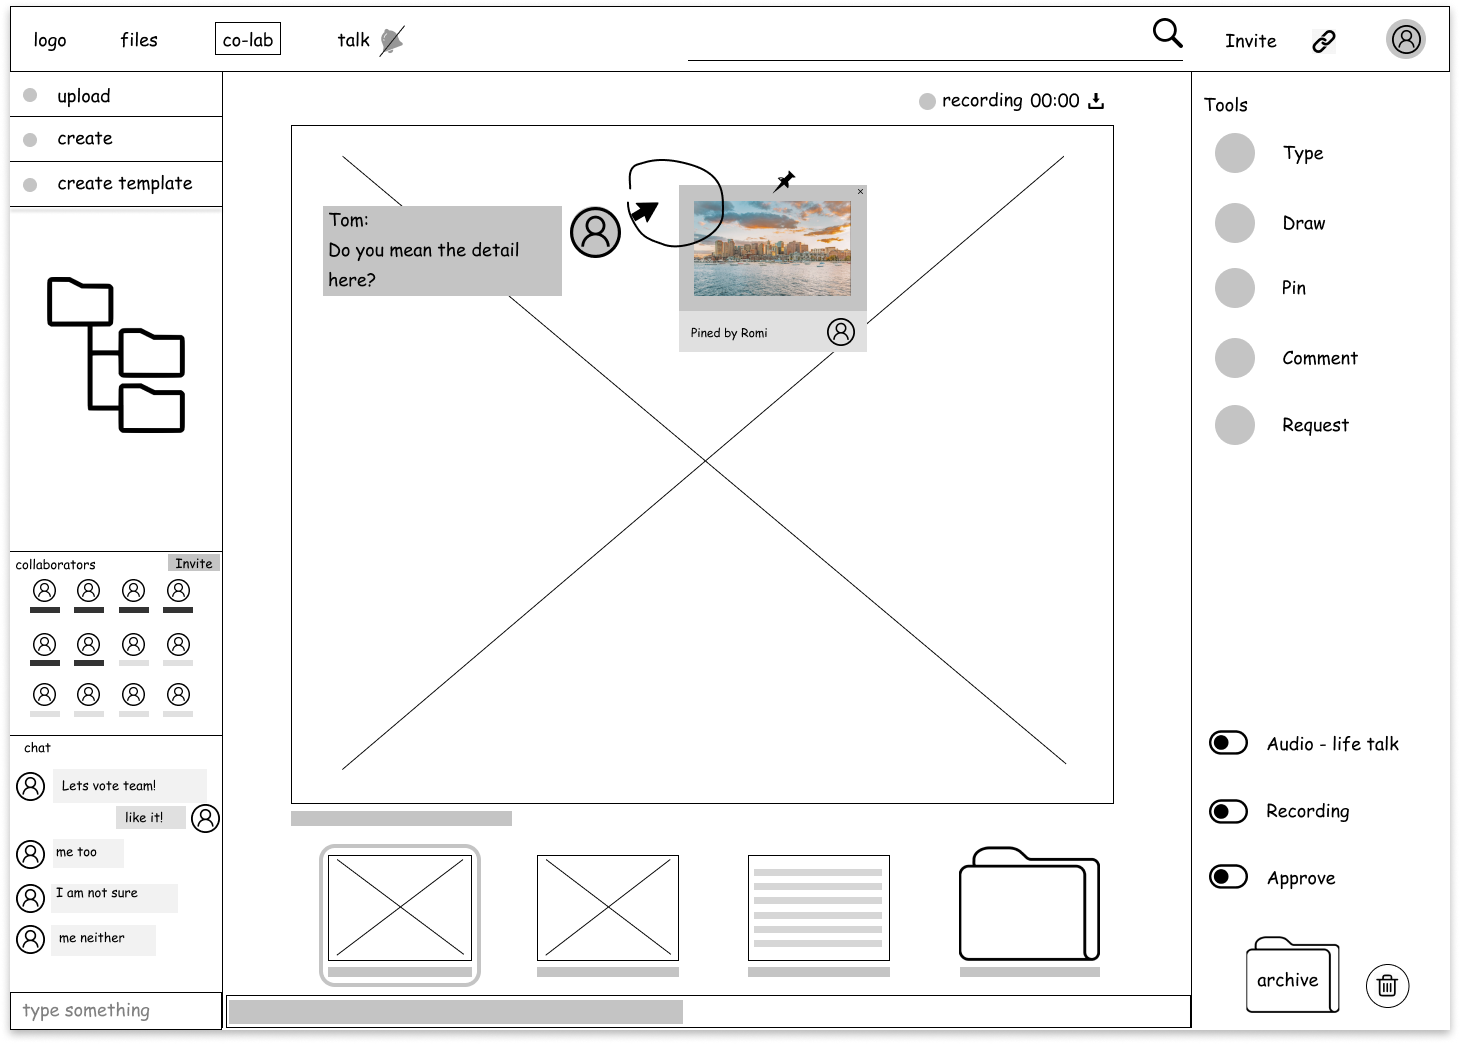 logo
files
co-lab
talk
Invite
upload
create
create template
recording 00:00
Tools
Type
Draw
Pin
Comment
Request
Tom:
Do you mean the detail
here?
Pined by Romi
collaborators
Invite
chat
Lets vote team!
like it!
me too
I am not sure
me neither
type something
Audio - life talk
Recording
Approve
archive